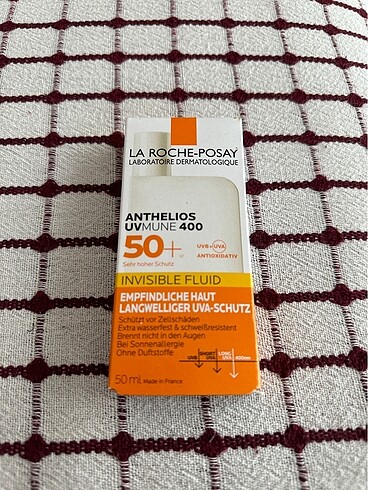 LA ROCHE-POSAY
LABORATOIRE DERMATOLOGIQUE
ANTHELIOS
UVMUNE 400
50+
Sehr hoher Schutz
UVB+UVA
ANTIOXIDATIV
INVISIBLE FLUID
EMPFINDLICHE HAUT
LANGWELLIGER UVA-SCHUTZ
Schützt vor Zellschäden
Extra wasserfest & schweißresistent
Brennt nicht in den Augen
Bei Sonnenallergie
Ohne Duftstoffe
UVB
SHORT UVA
LONG UVA
400nm
50 mL Made in France